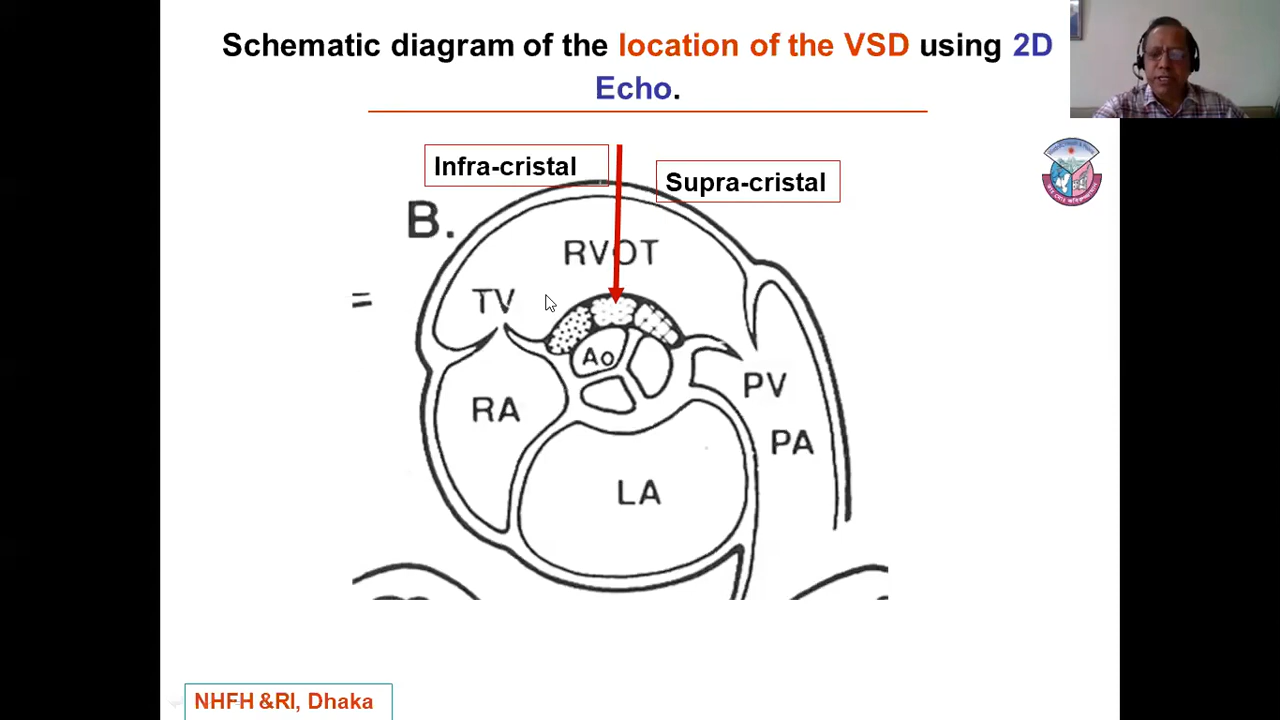 Schematic diagram of the location of the VSD using 2D
Echo.
Infra-cristal
Supra-cristal
B.
RVOT
=
TV
Ao
PV
RA
PA
LA
NHFH &RI, Dhaka